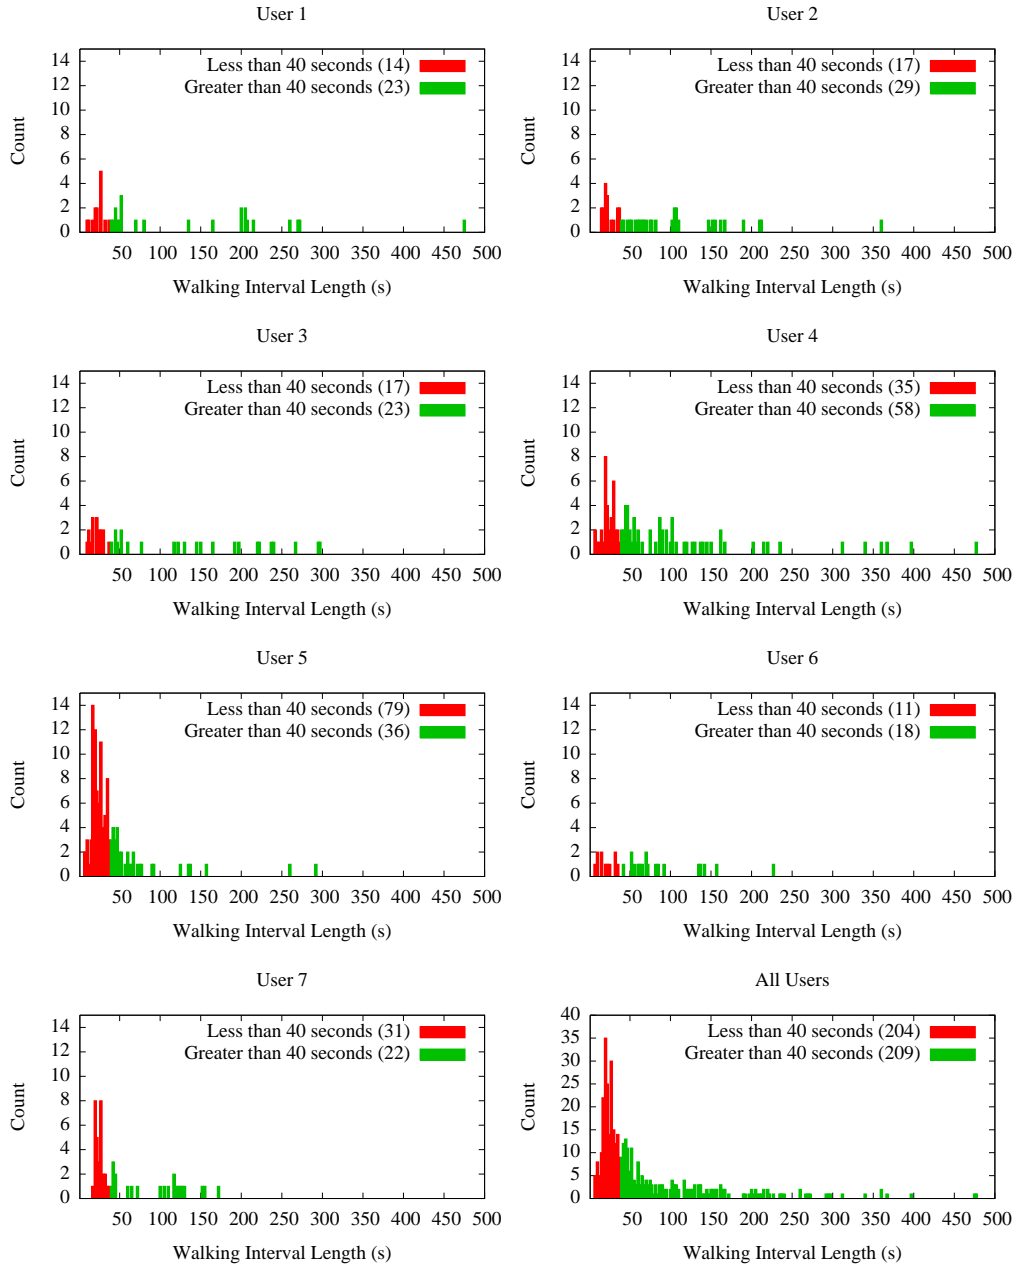 User 1
14
12
10
8
6
4
2
0
Less than 40 seconds (14)
Greater than 40 seconds (23)
Count
50 100 150 200 250 300 350 400 450 500
Walking Interval Length (s)
User 2
14
12
10
8
6
4
2
0
Less than 40 seconds (17)
Greater than 40 seconds (29)
Count
50 100 150 200 250 300 350 400 450 500
Walking Interval Length (s)
User 3
14
12
10
8
6
4
2
0
Less than 40 seconds (17)
Greater than 40 seconds (23)
Count
50 100 150 200 250 300 350 400 450 500
Walking Interval Length (s)
User 4
14
12
10
8
6
4
2
0
Less than 40 seconds (35)
Greater than 40 seconds (58)
Count
50 100 150 200 250 300 350 400 450 500
Walking Interval Length (s)
User 5
14
12
10
8
6
4
2
0
Less than 40 seconds (79)
Greater than 40 seconds (36)
Count
50 100 150 200 250 300 350 400 450 500
Walking Interval Length (s)
User 6
14
12
10
8
6
4
2
0
Less than 40 seconds (11)
Greater than 40 seconds (18)
Count
50 100 150 200 250 300 350 400 450 500
Walking Interval Length (s)
User 7
14
12
10
8
6
4
2
0
Less than 40 seconds (31)
Greater than 40 seconds (22)
Count
50 100 150 200 250 300 350 400 450 500
Walking Interval Length (s)
All Users
40
35
30
25
20
15
10
5
0
Less than 40 seconds (204)
Greater than 40 seconds (209)
Count
50 100 150 200 250 300 350 400 450 500
Walking Interval Length (s)